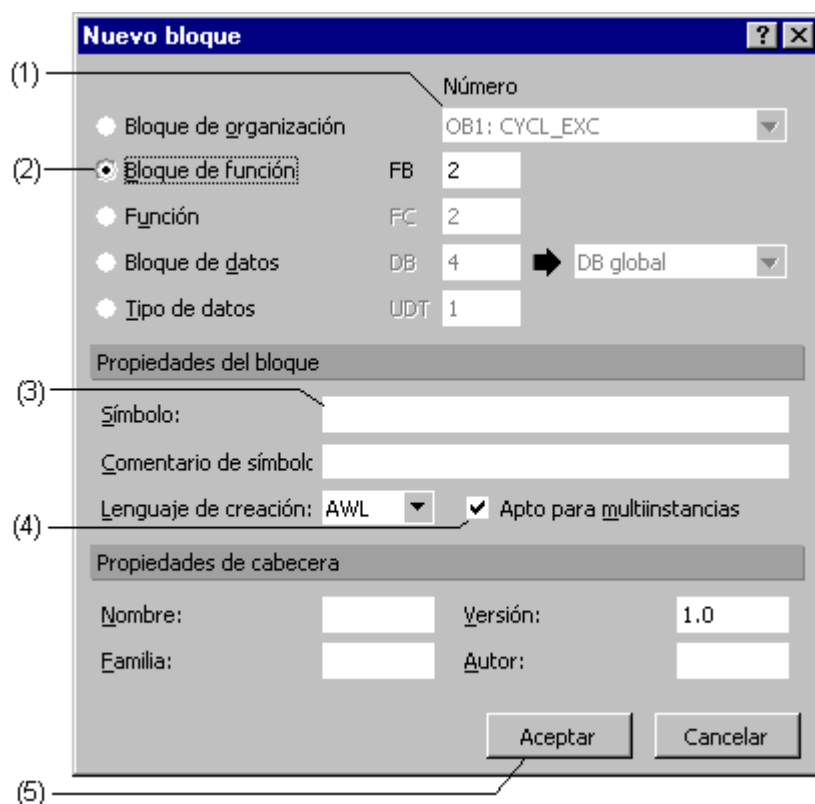 Nuevo bloque
(1)
Número
Bloque de organización OB1: CYCL_EXC
(2) Bloque de función FB 2
Función FC 2
Bloque de datos DB 4 DB global
Tipo de datos UDT 1
Propiedades del bloque
(3)
Símbolo:
Comentario de símbolo
Lenguaje de creación: AWL Apto para multiinstancias
(4)
Propiedades de cabecera
Nombre: Versión: 1.0
Familia: Autor:
Aceptar Cancelar
(5)